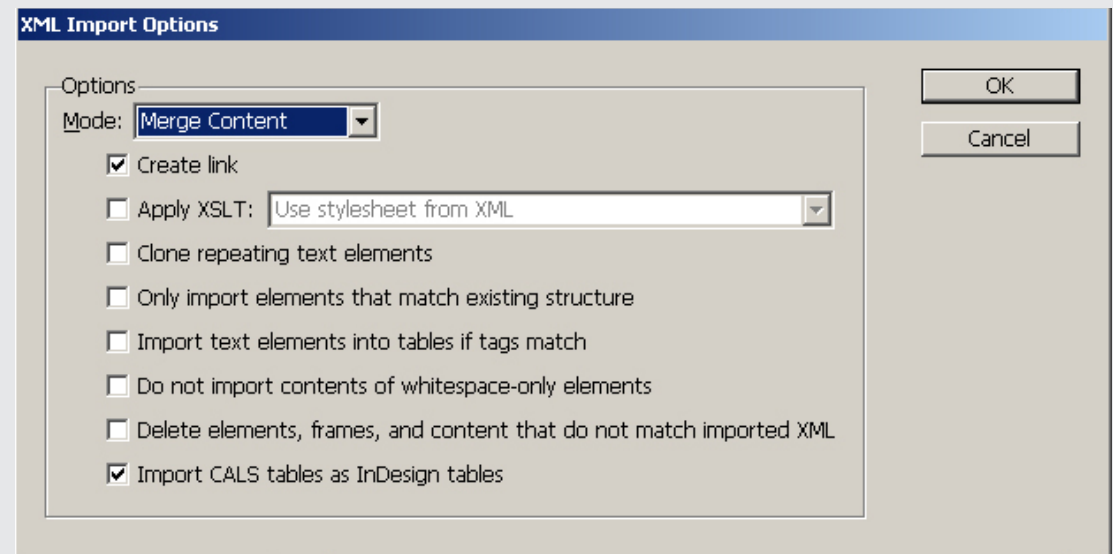 XML Import Options
Options
OK
Mode: Merge Content
Cancel
Create link
Apply XSLT: Use stylesheet from XML
Clone repeating text elements
Only import elements that match existing structure
Import text elements into tables if tags match
Do not import contents of whitespace-only elements
Delete elements, frames, and content that do not match imported XML
Import CALS tables as InDesign tables